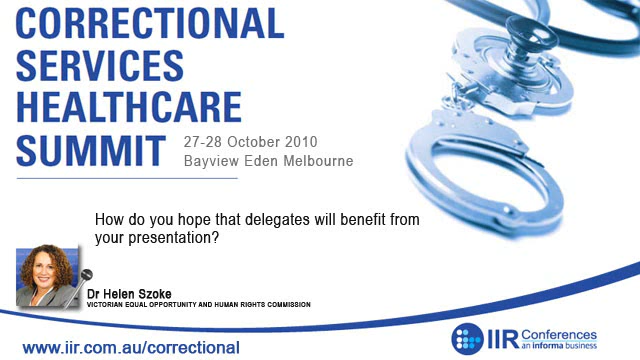 CORRECTIONAL
SERVICES
HEALTHCARE
SUMMIT
27-28 October 2010
Bayview Eden Melbourne
How do you hope that delegates will benefit from
your presentation?
Dr Helen Szoke
VICTORIAN EQUAL OPPORTUNITY AND HUMAN RIGHTS COMMISSION
www.iir.com.au/correctional
IIR Conferences
an informa business